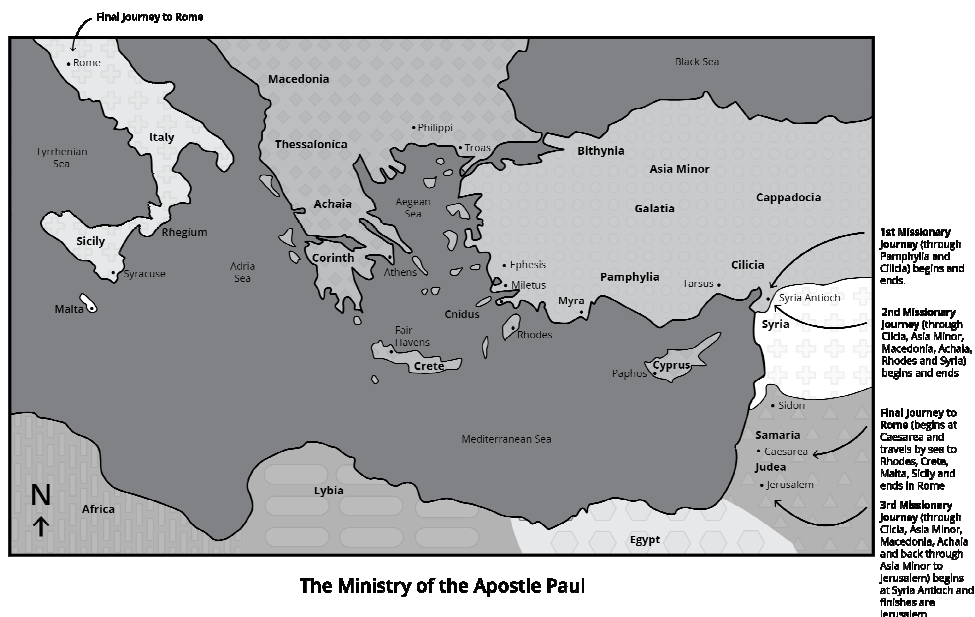 Final Journey to Rome
Rome
Black Sea
Macedonia
Italy
Philippi
Thessalonica
Troas
Bithynia
Tyrrhenian
Sea
Asia Minor
Cappadocia
Achaia
Aegean
Sea
Galatia
Rhegium
Sicily
Corinth
Athens
Adria
Sea
Syracuse
Ephesis
Miletus
Pamphylia
Cilicia
Tarsus
Syria Antioch
Malta
Cnidus
Myra
Syria
Fair
Havens
Rhodes
Crete
Paphos
Cyprus
Sidon
Mediterranean Sea
Samaria
Caesarea
Judea
Jerusalem
N
Africa
Lybia
Egypt
1st Missionary
Journey (through
Pamphylia and
Cilicia) begins and
ends.
2nd Missionary
Journey (through
Clicia, Asia Minor,
Macedonia, Achaia,
Rhodes and Syria)
begins and ends
Final Journey to
Rome (begins at
Caesarea and
travels by sea to
Rhodes, Crete,
Malta, Sicily and
ends in Rome
3rd Missionary
Journey (through
Clicia, Asia Minor,
Macedonia, Achaia
and back through
Asia Minor to
Jerusalem) begins
at Syria Antioch and
finishes are
Jerusalem
The Ministry of the Apostle Paul